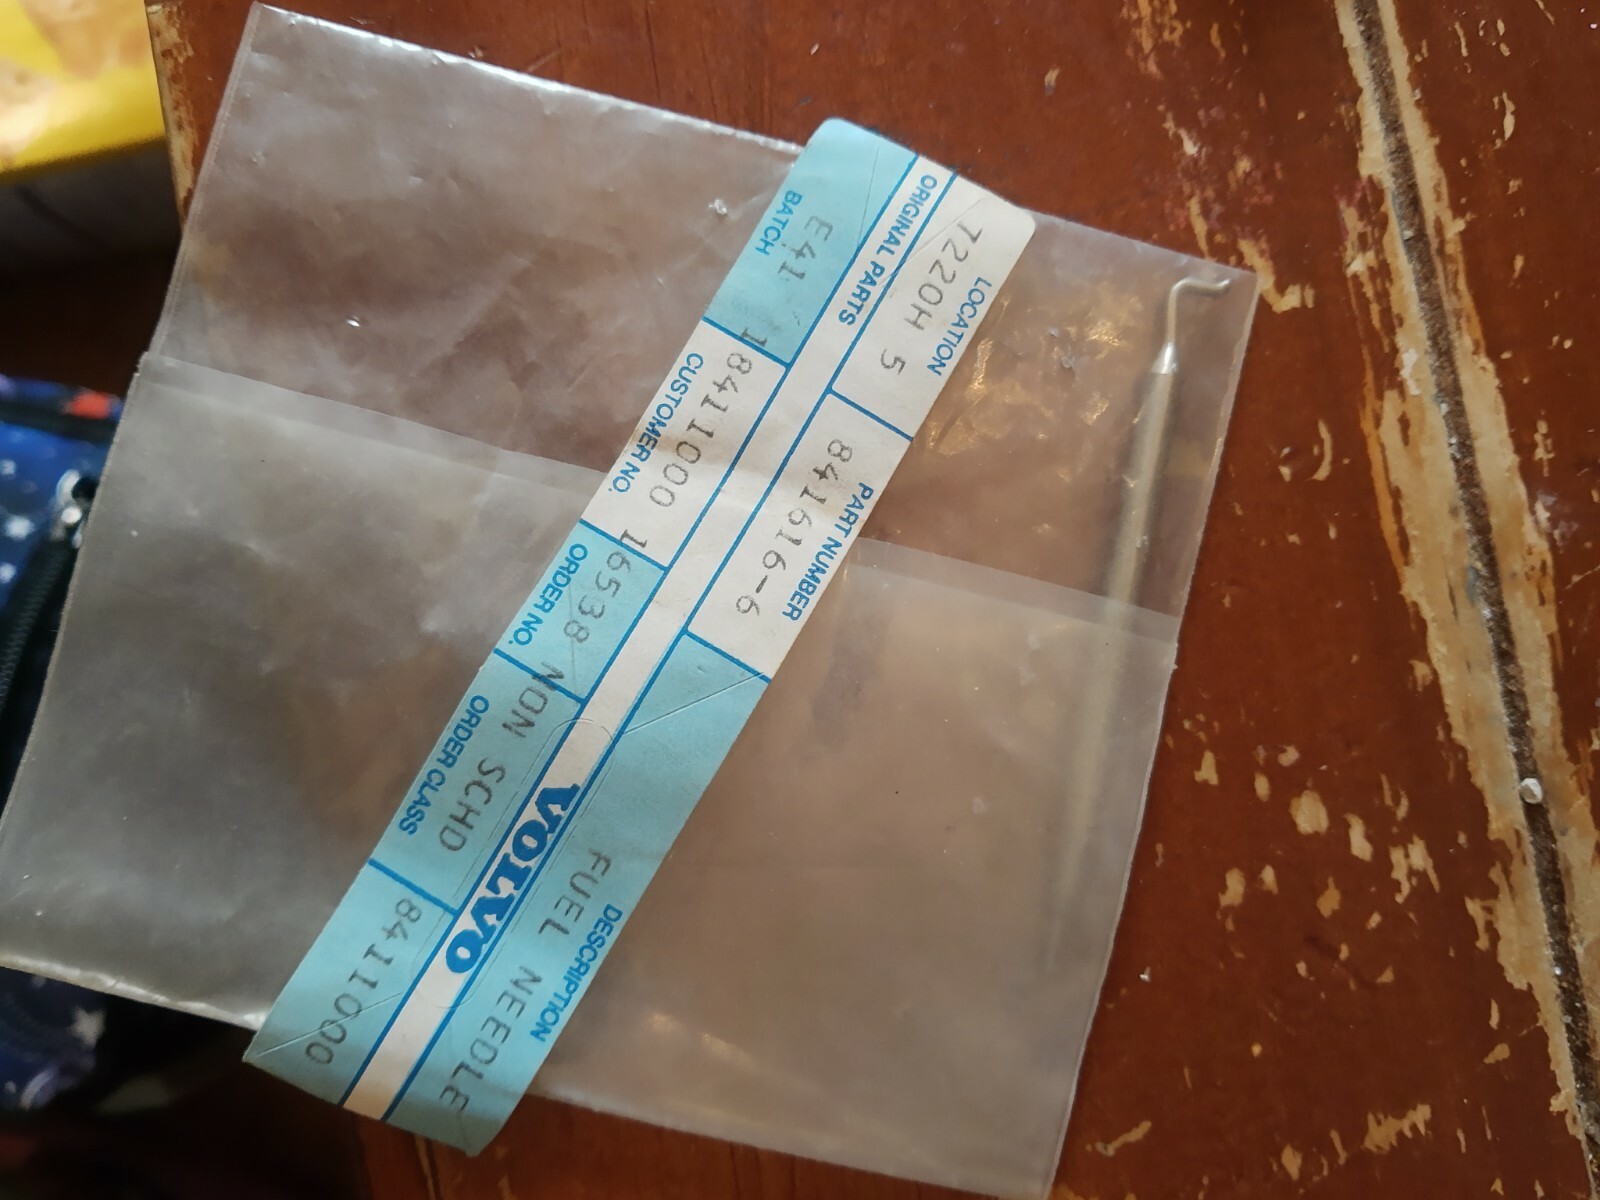 LOCATION
7220H 5
PART NUMBER
841616-6
DESCRIPTION
FUEL NEEDLE
ORIGINAL PARTS
VOLVO
E41
BATCH
18411000
CUSTOMER NO.
16538
ORDER NO.
NON SCHD
ORDER CLASS
8411000